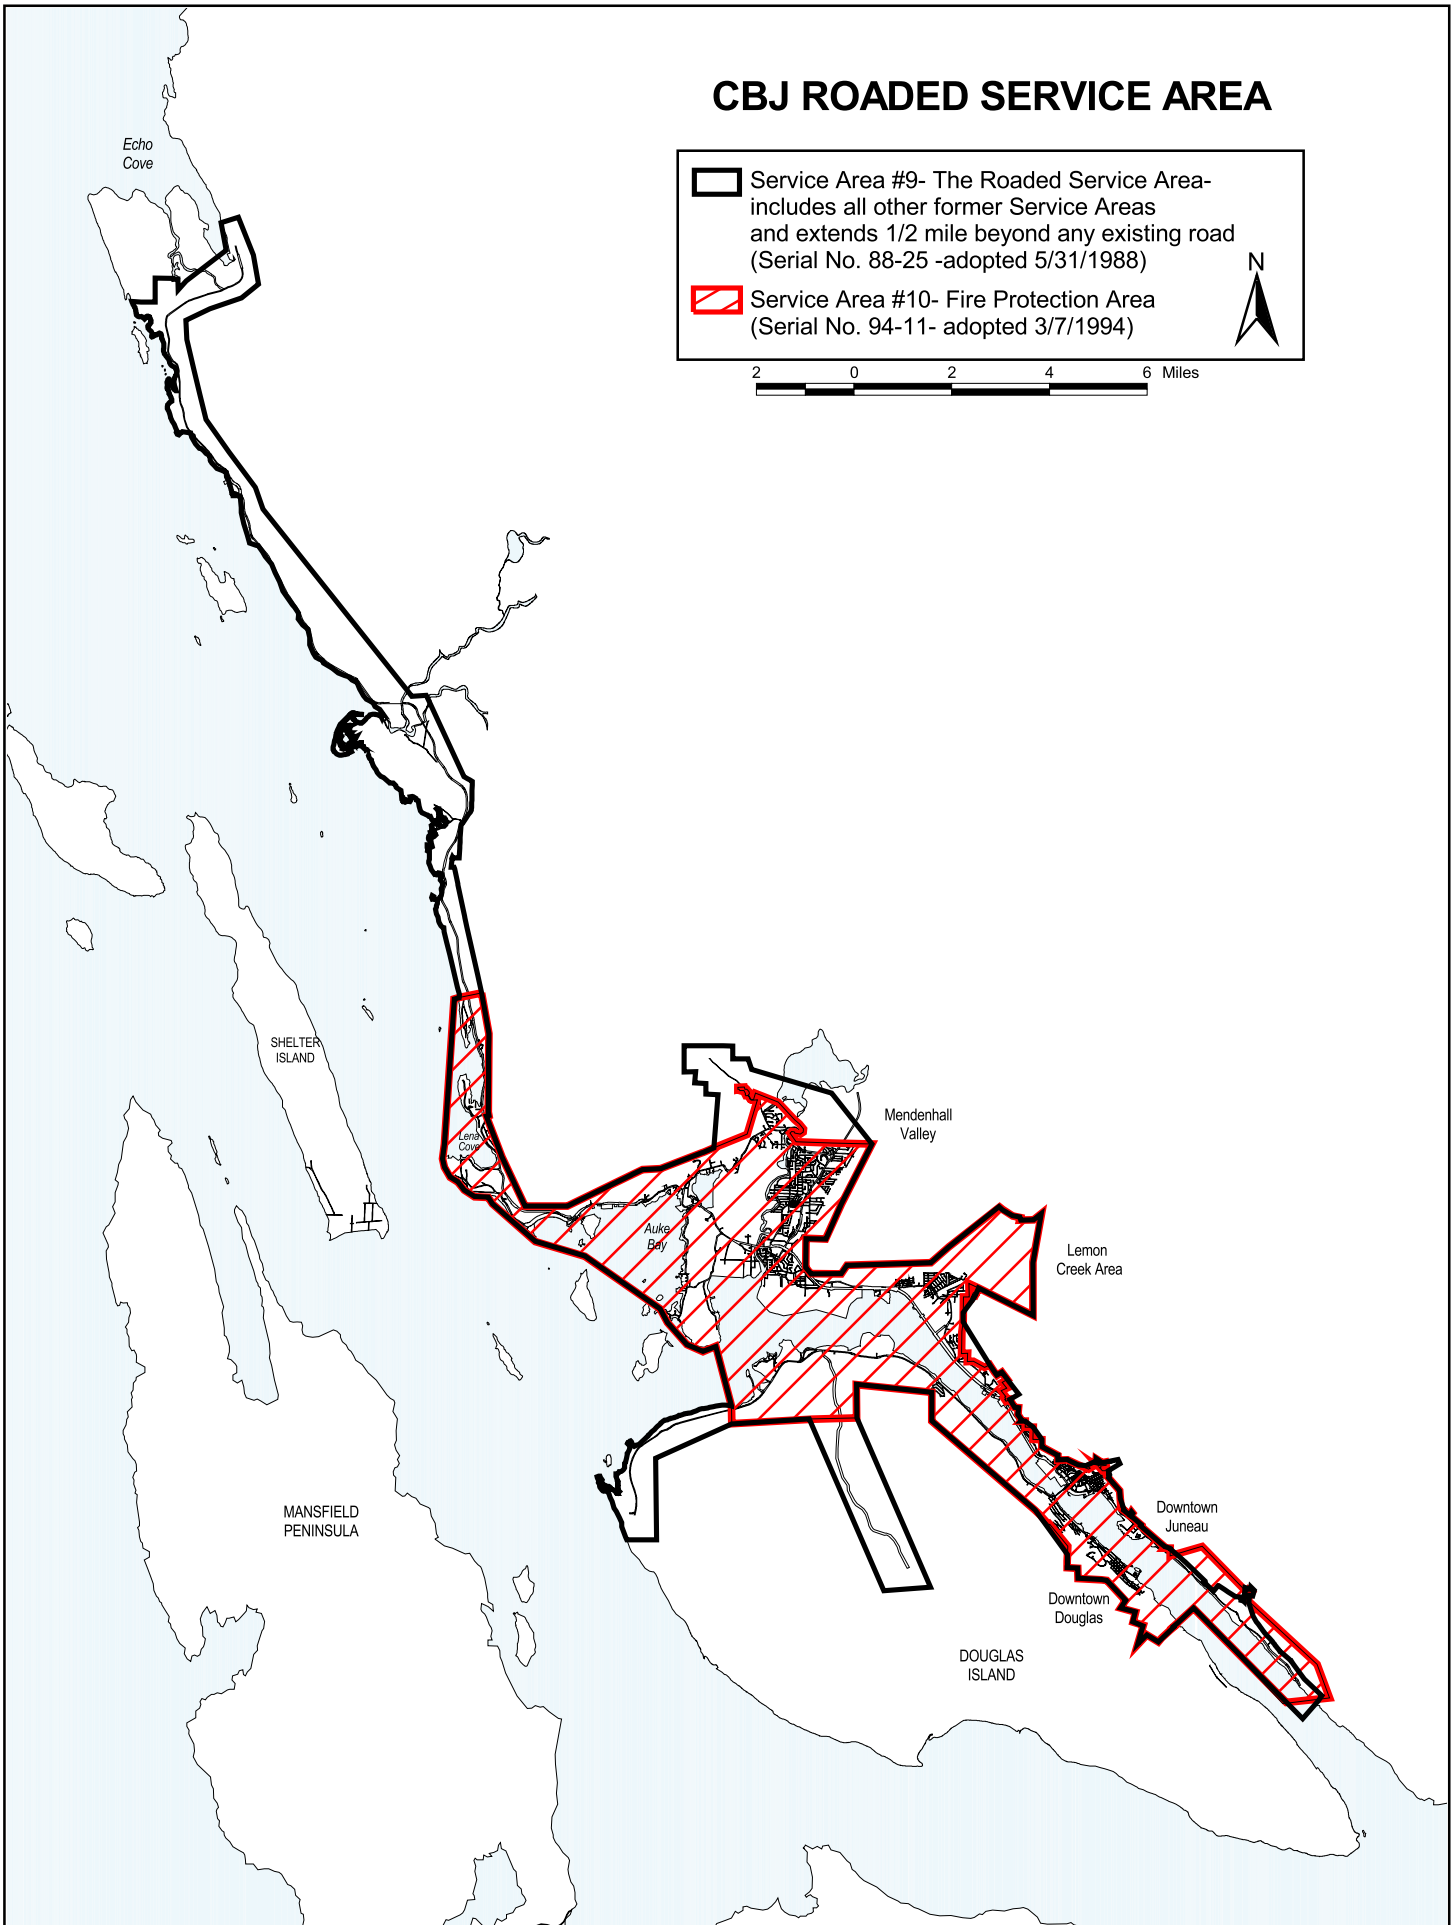 CBJ ROADED SERVICE AREA
Echo
Cove
Service Area #9- The Roaded Service Area-
includes all other former Service Areas
and extends 1/2 mile beyond any existing road
(Serial No. 88-25 -adopted 5/31/1988)
N
Service Area #10- Fire Protection Area
(Serial No. 94-11- adopted 3/7/1994)
2 0 2 4 6 Miles
SHELTER
ISLAND
Mendenhall
Valley
Lena
Cove
Auke
Bay
Lemon
Creek Area
MANSFIELD
PENINSULA
Downtown
Juneau
Downtown
Douglas
DOUGLAS
ISLAND